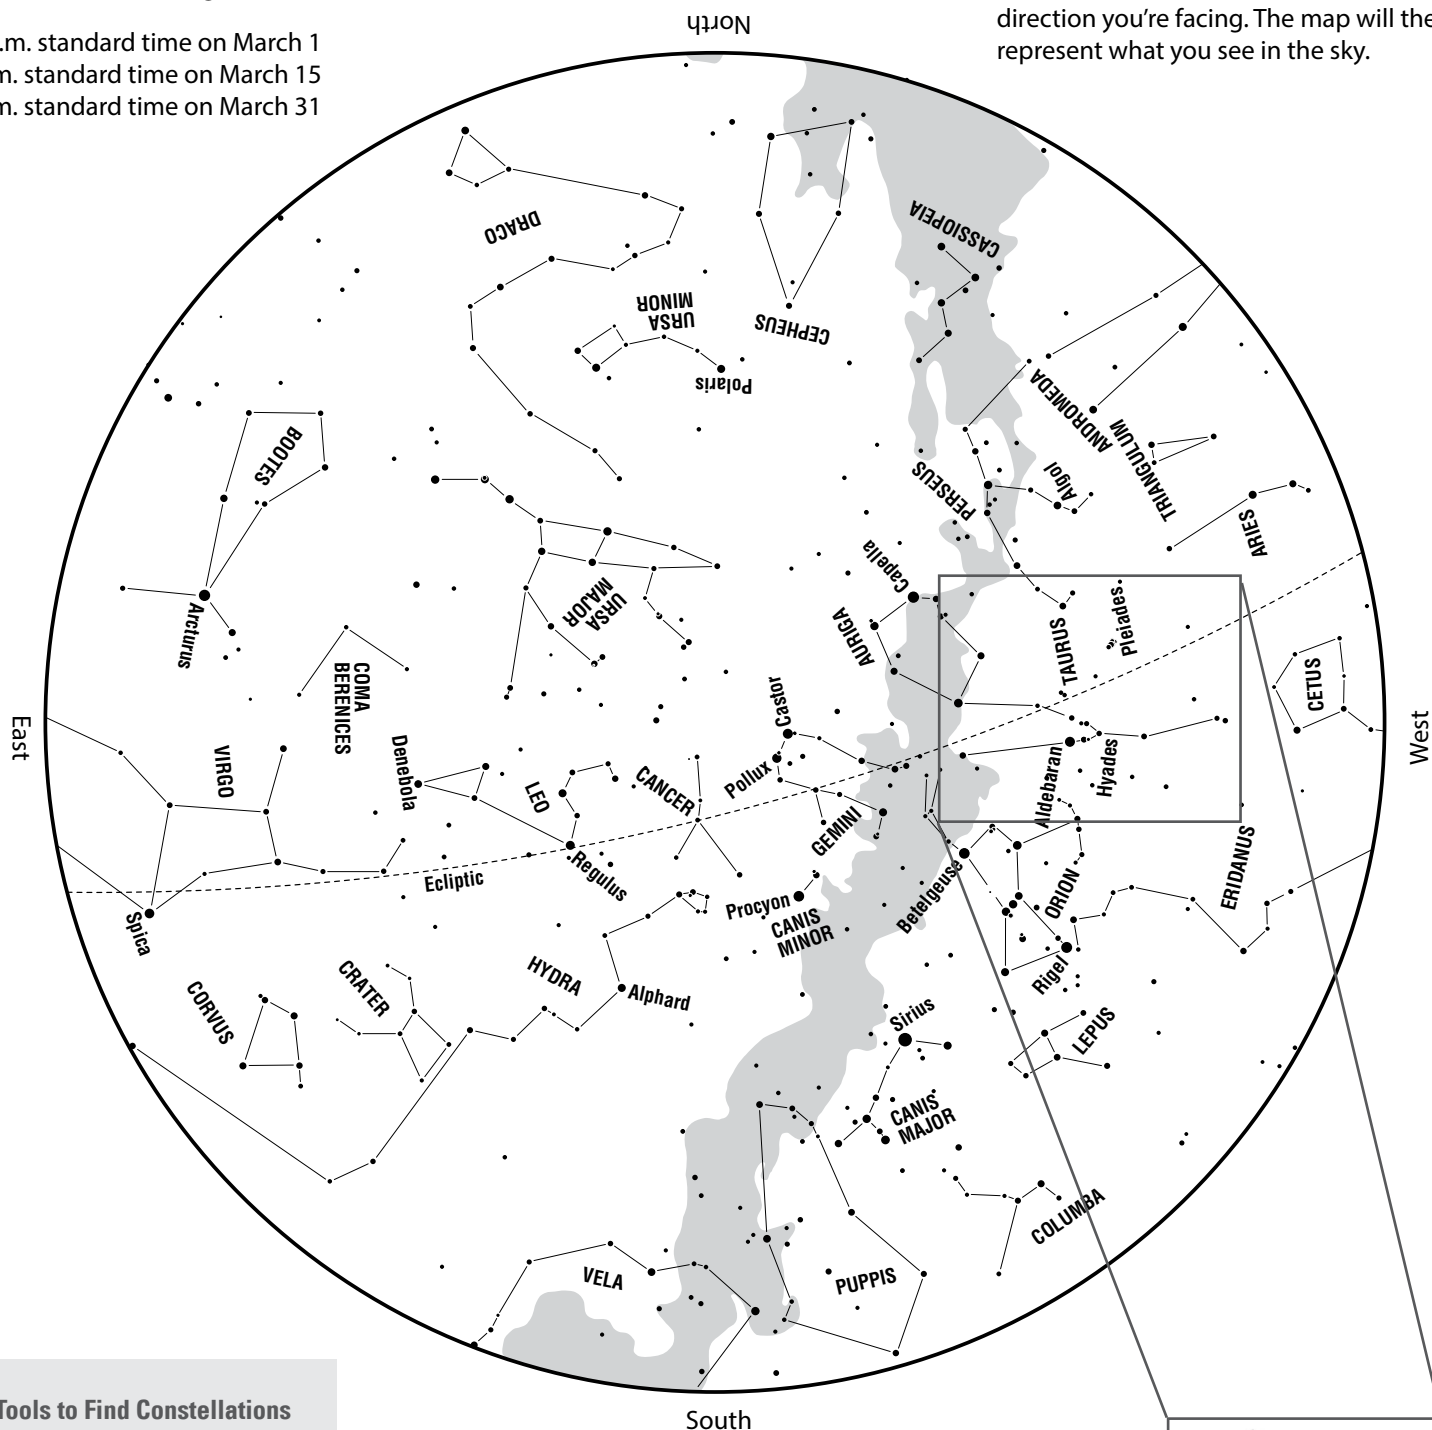 .m. standard time on March 1
m. standard time on March 15
m. standard time on March 31
direction you're facing. The map will the
represent what you see in the sky.
North
DRACO
CASSIOPEIA
URSA
MINOR
CEPHEUS
Polaris
ANDROMEDA
TRIANGULUM
BOOTES
PERSEUS
Algol
ARIES
Capella
URSA
MAJOR
AURIGA
TAURUS
Pleiades
Arcturus
COMA
BERENICES
CETUS
East
West
Castor
VIRGO
Denebola
LEO
CANCER
Pollux
Aldebaran
Hyades
GEMINI
Regulus
Ecliptic
Betelgeuse
ORION
ERIDANUS
Procyon
CANIS
MINOR
Spica
Rigel
CORVUS
CRATER
HYDRA
Alphard
Sirius
LEPUS
CANIS
MAJOR
COLUMBA
VELA
PUPPIS
South
Tools to Find Constellations